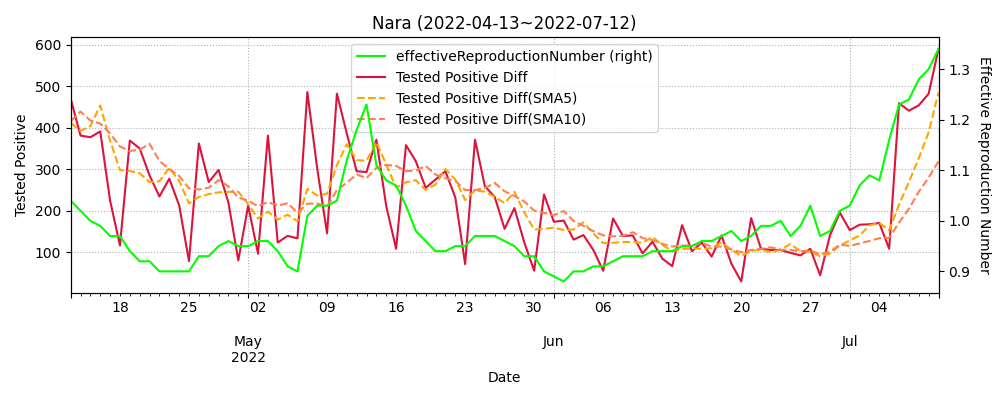 Nara (2022-04-13~2022-07-12)
effectiveReproductionNumber (right)
Tested Positive Diff
Tested Positive Diff(SMA5)
Tested Positive Diff(SMA10)
Tested Positive
600
500
400
300
200
100
1.3
1.2
1.1
1.0
0.9
Effective Reproduction Number
18 25 02 09 16 23 30 06 13 20 27 04
May Jun Jul
2022
Date